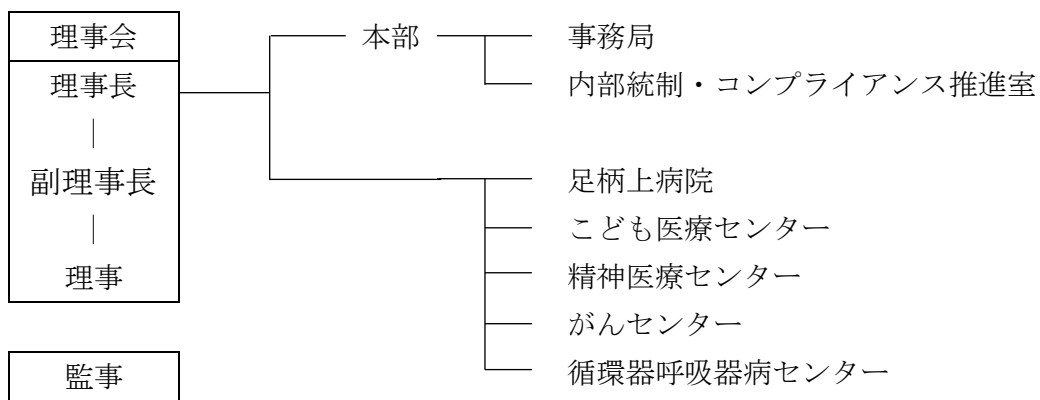 理事会
理事長
副理事長
理事
監事
本部
事務局
内部統制・コンプライアンス推進室
足柄上病院
こども医療センター
精神医療センター
がんセンター
循環器呼吸器病センター